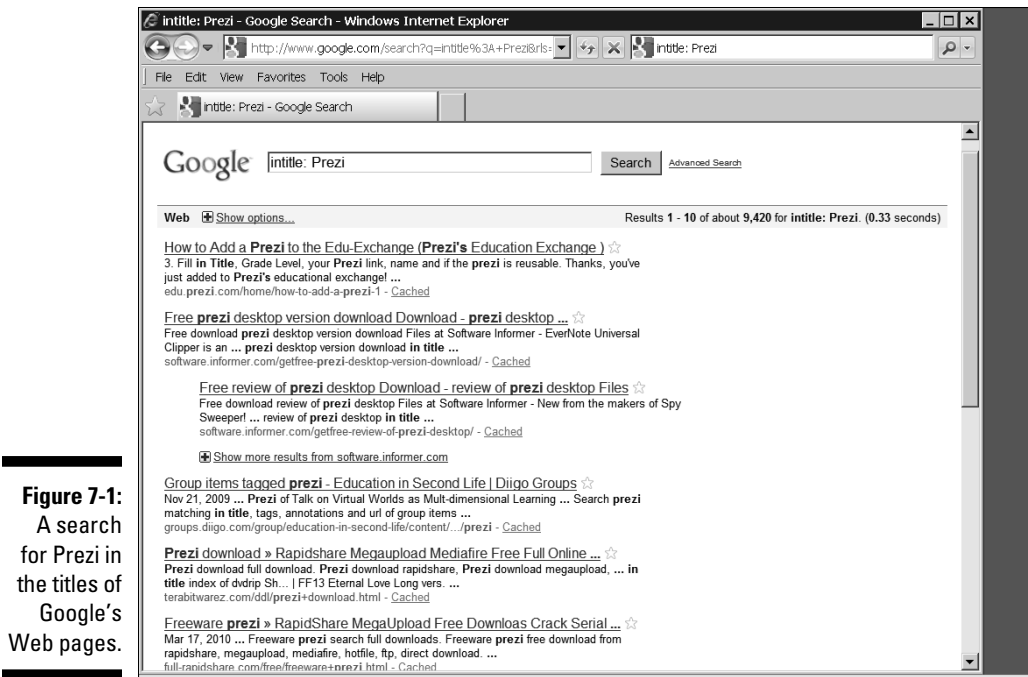 intitle: Prezi - Google Search - Windows Internet Explorer
http://www.google.com/search?q=intitle%3A+Prezi&rls=
intitle: Prezi
File Edit View Favorites Tools Help
intitle: Prezi - Google Search
Google intitle: Prezi Search Advanced Search
Web Show options... Results 1 - 10 of about 9,420 for intitle: Prezi. (0.33 seconds)
How to Add a Prezi to the Edu-Exchange (Prezi's Education Exchange )
3. Fill in Title, Grade Level, your Prezi link, name and if the prezi is reusable. Thanks, you've
just added to Prezi's educational exchange! ...
edu.prezi.com/home/how-to-add-a-prezi-1 - Cached
Free prezi desktop version download Download - prezi desktop ...
Free download prezi desktop version download Files at Software Informer - EverNote Universal
Clipper is an ... prezi desktop version download in title ...
software.informer.com/getfree-prezi-desktop-version-download/ - Cached
Free review of prezi desktop Download - review of prezi desktop Files
Free download review of prezi desktop Files at Software Informer - New from the makers of Spy
Sweeper! ... review of prezi desktop in title ...
software.informer.com/getfree-review-of-prezi-desktop/ - Cached
Show more results from software.informer.com
Group items tagged prezi - Education in Second Life | Diigo Groups
Nov 21, 2009 ... Prezi of Talk on Virtual Worlds as Mult-dimensional Learning ... Search prezi
matching in title, tags, annotations and url of group items ...
groups.diigo.com/group/education-in-second-life/content/.../prezi - Cached
Prezi download » Rapidshare Megaupload Mediafire Free Full Online ...
Prezi download full download. Prezi download rapidshare, Prezi download megaupload, ... in
title index of dvdrip Sh... | FF13 Eternal Love Long vers. ...
terabitwarez.com/ddl/prezi+download.html - Cached
Freeware prezi » RapidShare MegaUpload Free Downloas Crack Serial ...
Mar 17, 2010 ... Freeware prezi search full downloads. Freeware prezi free download from
rapidshare, megaupload, mediafire, hotfile, ftp, direct download. ...
full-rapidshare.com/free/freeware+prezi.html - Cached
Figure 7-1:
A search
for Prezi in
the titles of
Google's
Web pages.